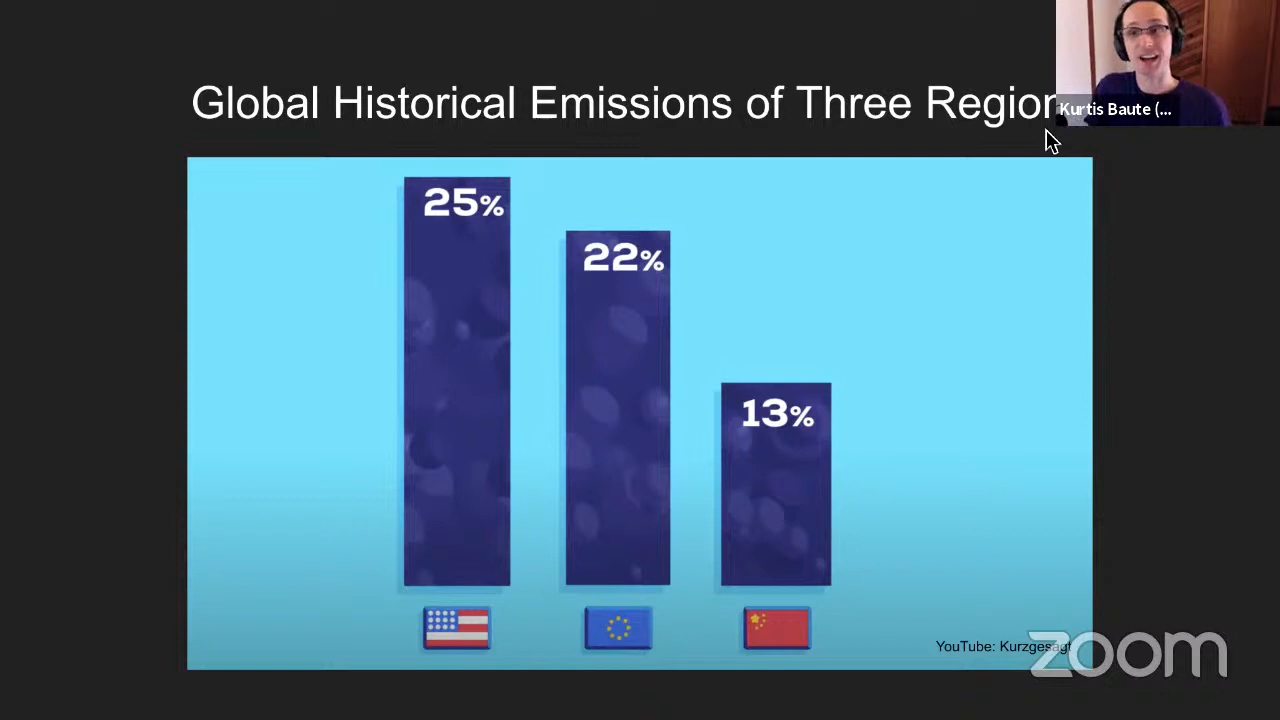 Global Historical Emissions of Three Region
Kurtis Baute (...
25%
22%
13%
YouTube: Kurzgesagt
zoom